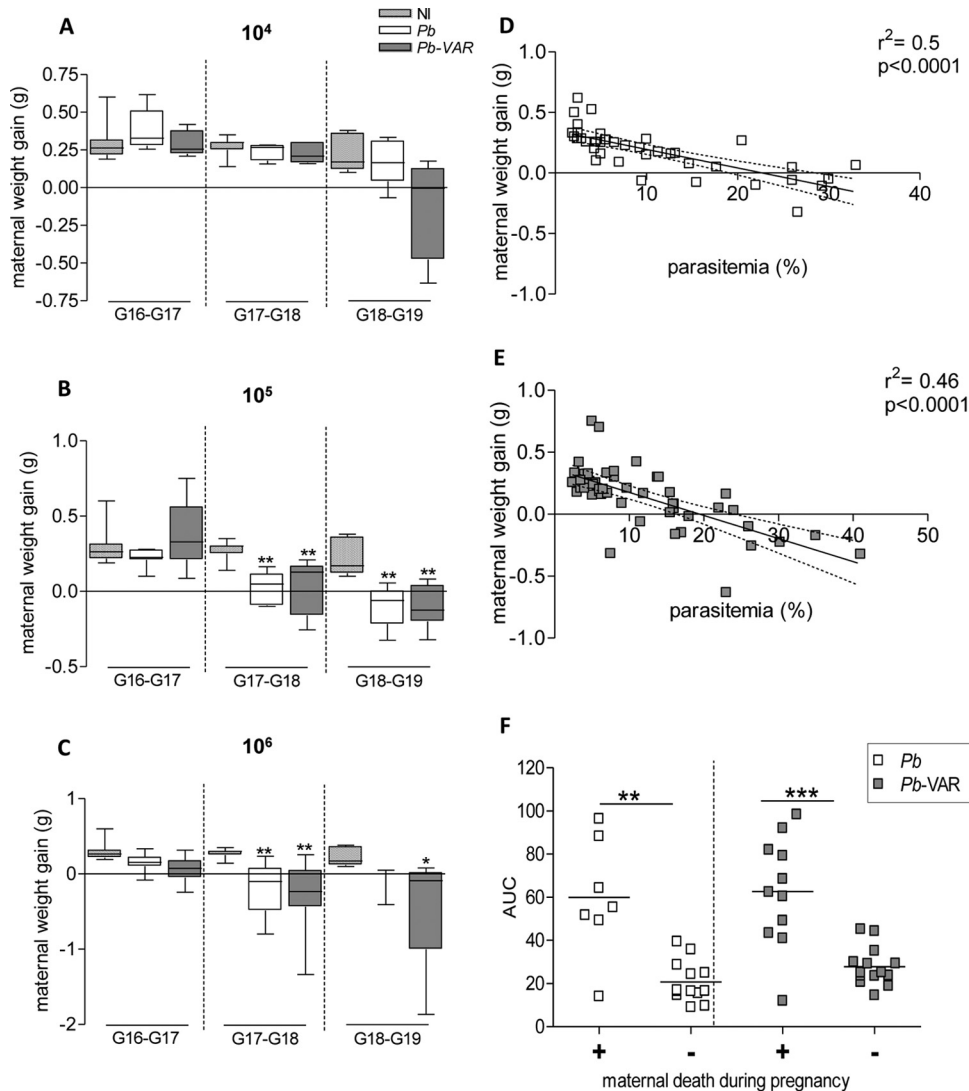 A
10⁴
NI
Pb
Pb-VAR
maternal weight gain (g)
0.75
0.50
0.25
0.00
-0.25
-0.50
-0.75
G16-G17
G17-G18
G18-G19
B
10⁵
maternal weight gain (g)
1.0
0.5
0.0
-0.5
**
**
**
**
G16-G17
G17-G18
G18-G19
C
10⁶
maternal weight gain (g)
1
0
-1
-2
**
**
*
G16-G17
G17-G18
G18-G19
D
r²= 0.5
p<0.0001
maternal weight gain (g)
1.0
0.5
0.0
-0.5
-1.0
10
20
30
40
parasitemia (%)
E
r²= 0.46
p<0.0001
maternal weight gain (g)
1.0
0.5
0.0
-0.5
-1.0
10
20
30
40
50
parasitemia (%)
F
Pb
Pb-VAR
AUC
120
100
80
60
40
20
0
**
***
+
-
+
-
maternal death during pregnancy